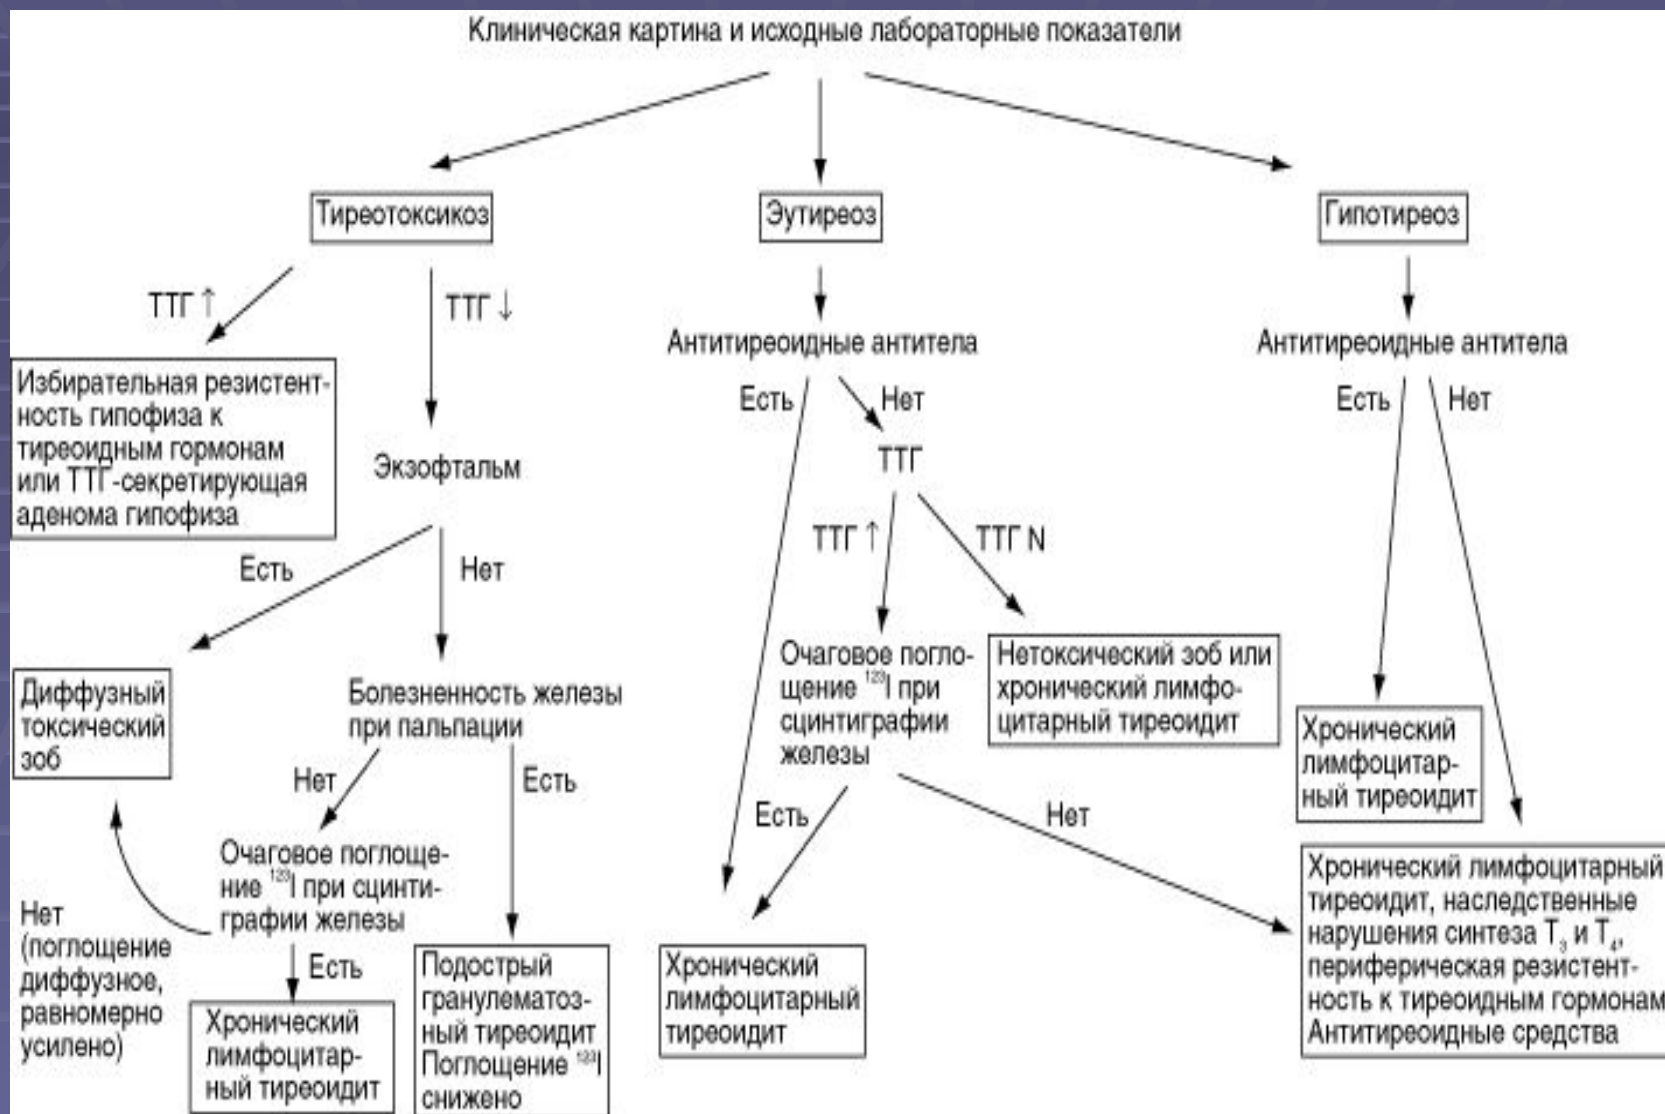 Клиническая картина и исходные лабораторные показатели
Тиреотоксикоз
Эутиреоз
Гипотиреоз
ТТГ ↑
ТТГ ↓
Избирательная резистент-
ность гипофиза к
тиреоидным гормонам
или ТТГ-секретирующая
аденома гипофиза
Экзофтальм
Есть
Нет
Диффузный
токсический
зоб
Болезненность железы
при пальпации
Нет
Есть
Очаговое поглоще-
ние ¹²³I при сцинти-
графии железы
Нет
(поглощение
диффузное,
равномерно
усилено)
Есть
Хронический
лимфоцитар-
ный тиреоидит
Подострый
гранулематоз-
ный тиреоидит
Поглощение ¹²³I
снижено
Антитиреоидные антитела
Есть
Нет
ТТГ
ТТГ ↑
ТТГ N
Очаговое погло-
щение ¹²³I при
сцинтиграфии
железы
Нетоксический зоб или
хронический лимфо-
цитарный тиреоидит
Есть
Нет
Хронический
лимфоцитарный
тиреоидит
Антитиреоидные антитела
Есть
Нет
Хронический
лимфоцитар-
ный тиреоидит
Хронический лимфоцитарный
тиреоидит, наследственные
нарушения синтеза T₃ и T₄,
периферическая резистент-
ность к тиреоидным гормонам
Антитиреоидные средства